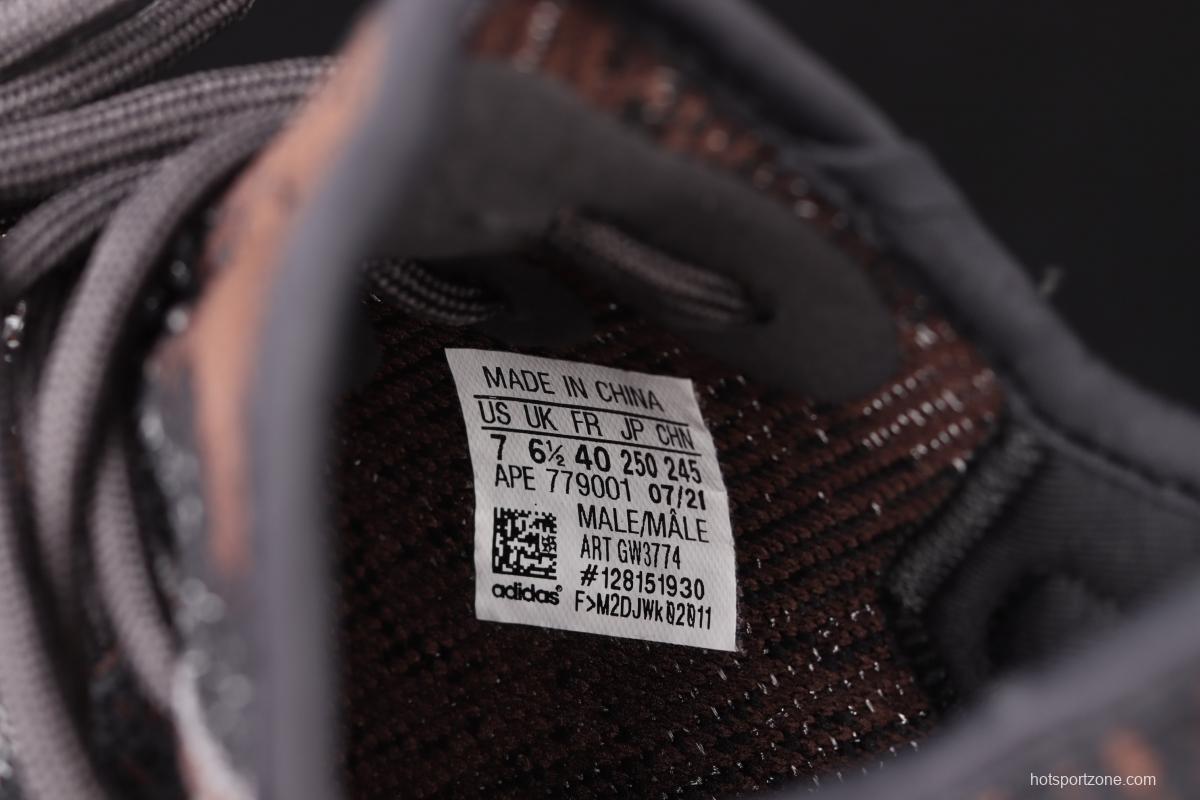 MADE IN CHINA
US UK FR JP CHN
7 6½ 40 250 245
APE 779001 07/21
MALE/MÂLE
ART GW3774
#128151930
adidas®
F>M2DJWk02011
hotsportzone.com